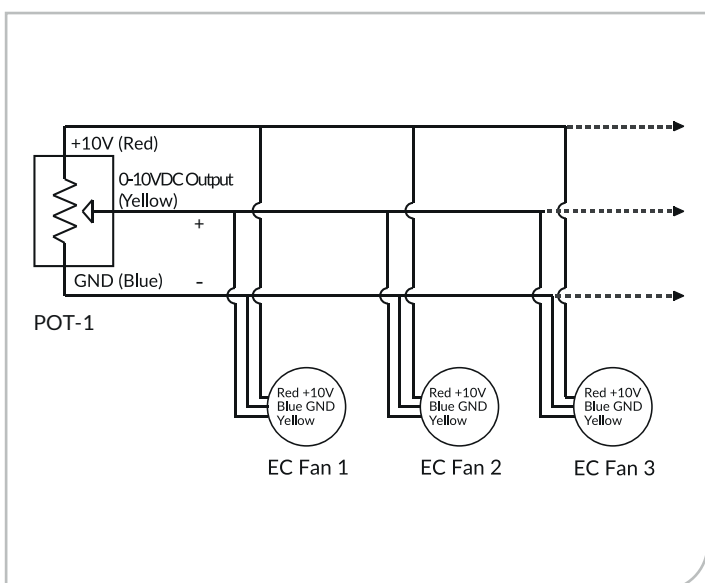 +10V (Red)
0-10VDC Output
(Yellow)
+
GND (Blue)
-
POT-1
Red +10V
Blue GND
Yellow
EC Fan 1
Red +10V
Blue GND
Yellow
EC Fan 2
Red +10V
Blue GND
Yellow
EC Fan 3